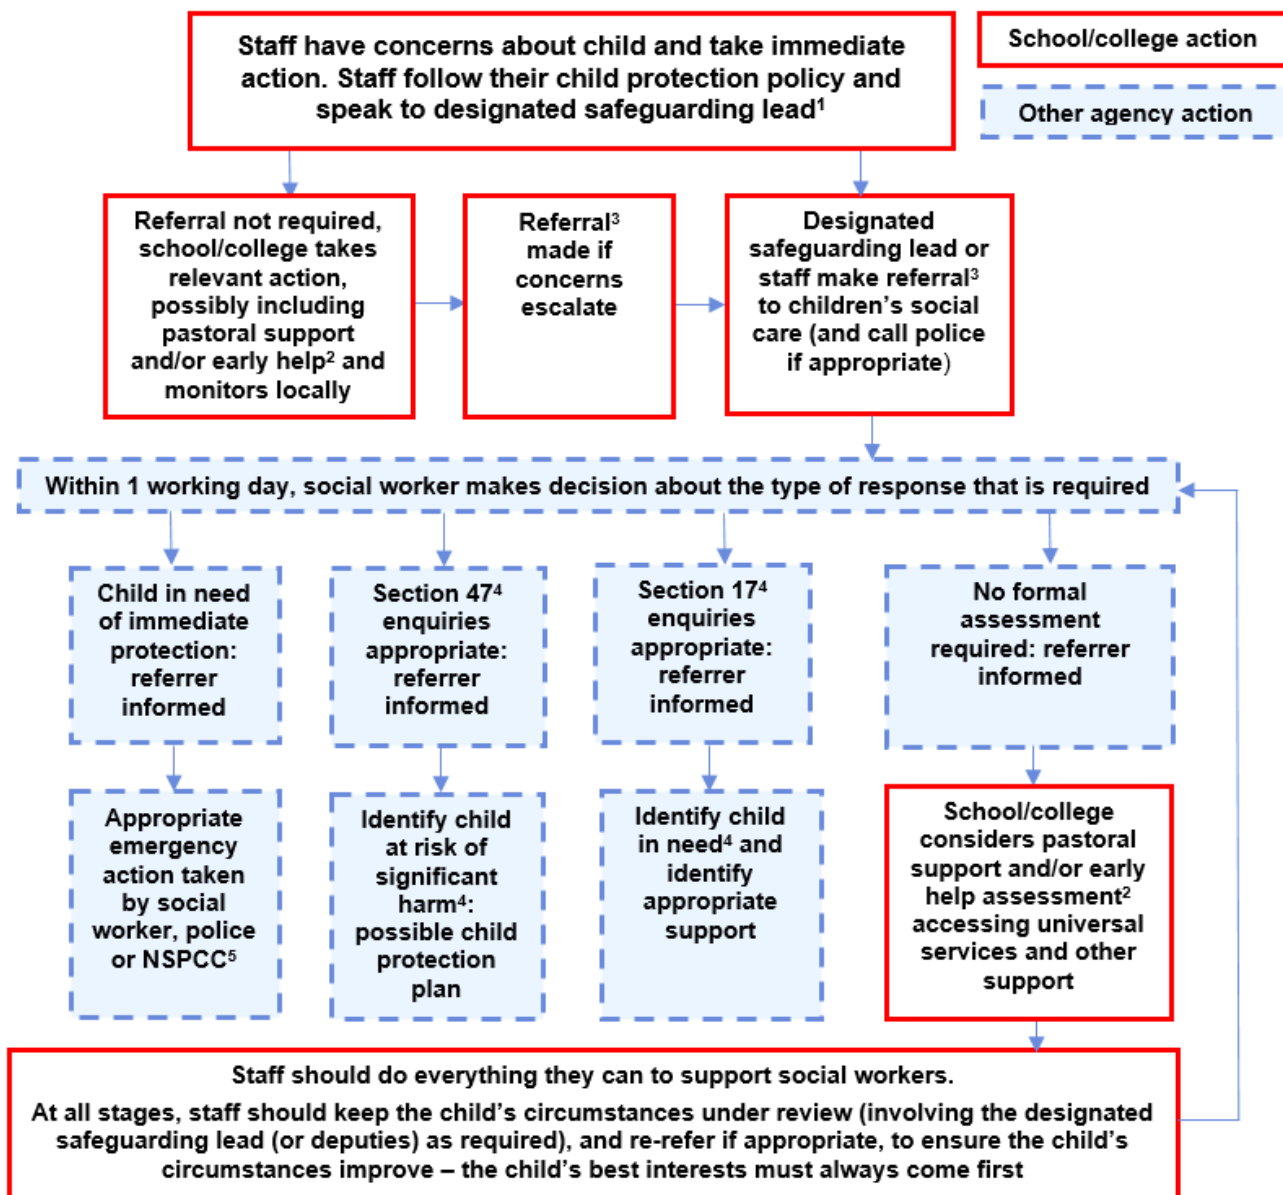 Staff have concerns about child and take immediate
action. Staff follow their child protection policy and
speak to designated safeguarding lead¹
School/college action
Other agency action
Referral not required,
school/college takes
relevant action,
possibly including
pastoral support
and/or early help² and
monitors locally
Referral³
made if
concerns
escalate
Designated
safeguarding lead or
staff make referral³
to children’s social
care (and call police
if appropriate)
Within 1 working day, social worker makes decision about the type of response that is required
Child in need
of immediate
protection:
referrer
informed
Section 47⁴
enquiries
appropriate:
referrer
informed
Section 17⁴
enquiries
appropriate:
referrer
informed
No formal
assessment
required: referrer
informed
Appropriate
emergency
action taken
by social
worker, police
or NSPCC⁵
Identify child
at risk of
significant
harm⁴:
possible child
protection
plan
Identify child
in need⁴ and
identify
appropriate
support
School/college
considers pastoral
support and/or early
help assessment²
accessing universal
services and other
support
Staff should do everything they can to support social workers.
At all stages, staff should keep the child’s circumstances under review (involving the designated
safeguarding lead (or deputies) as required), and re-refer if appropriate, to ensure the child’s
circumstances improve – the child’s best interests must always come first